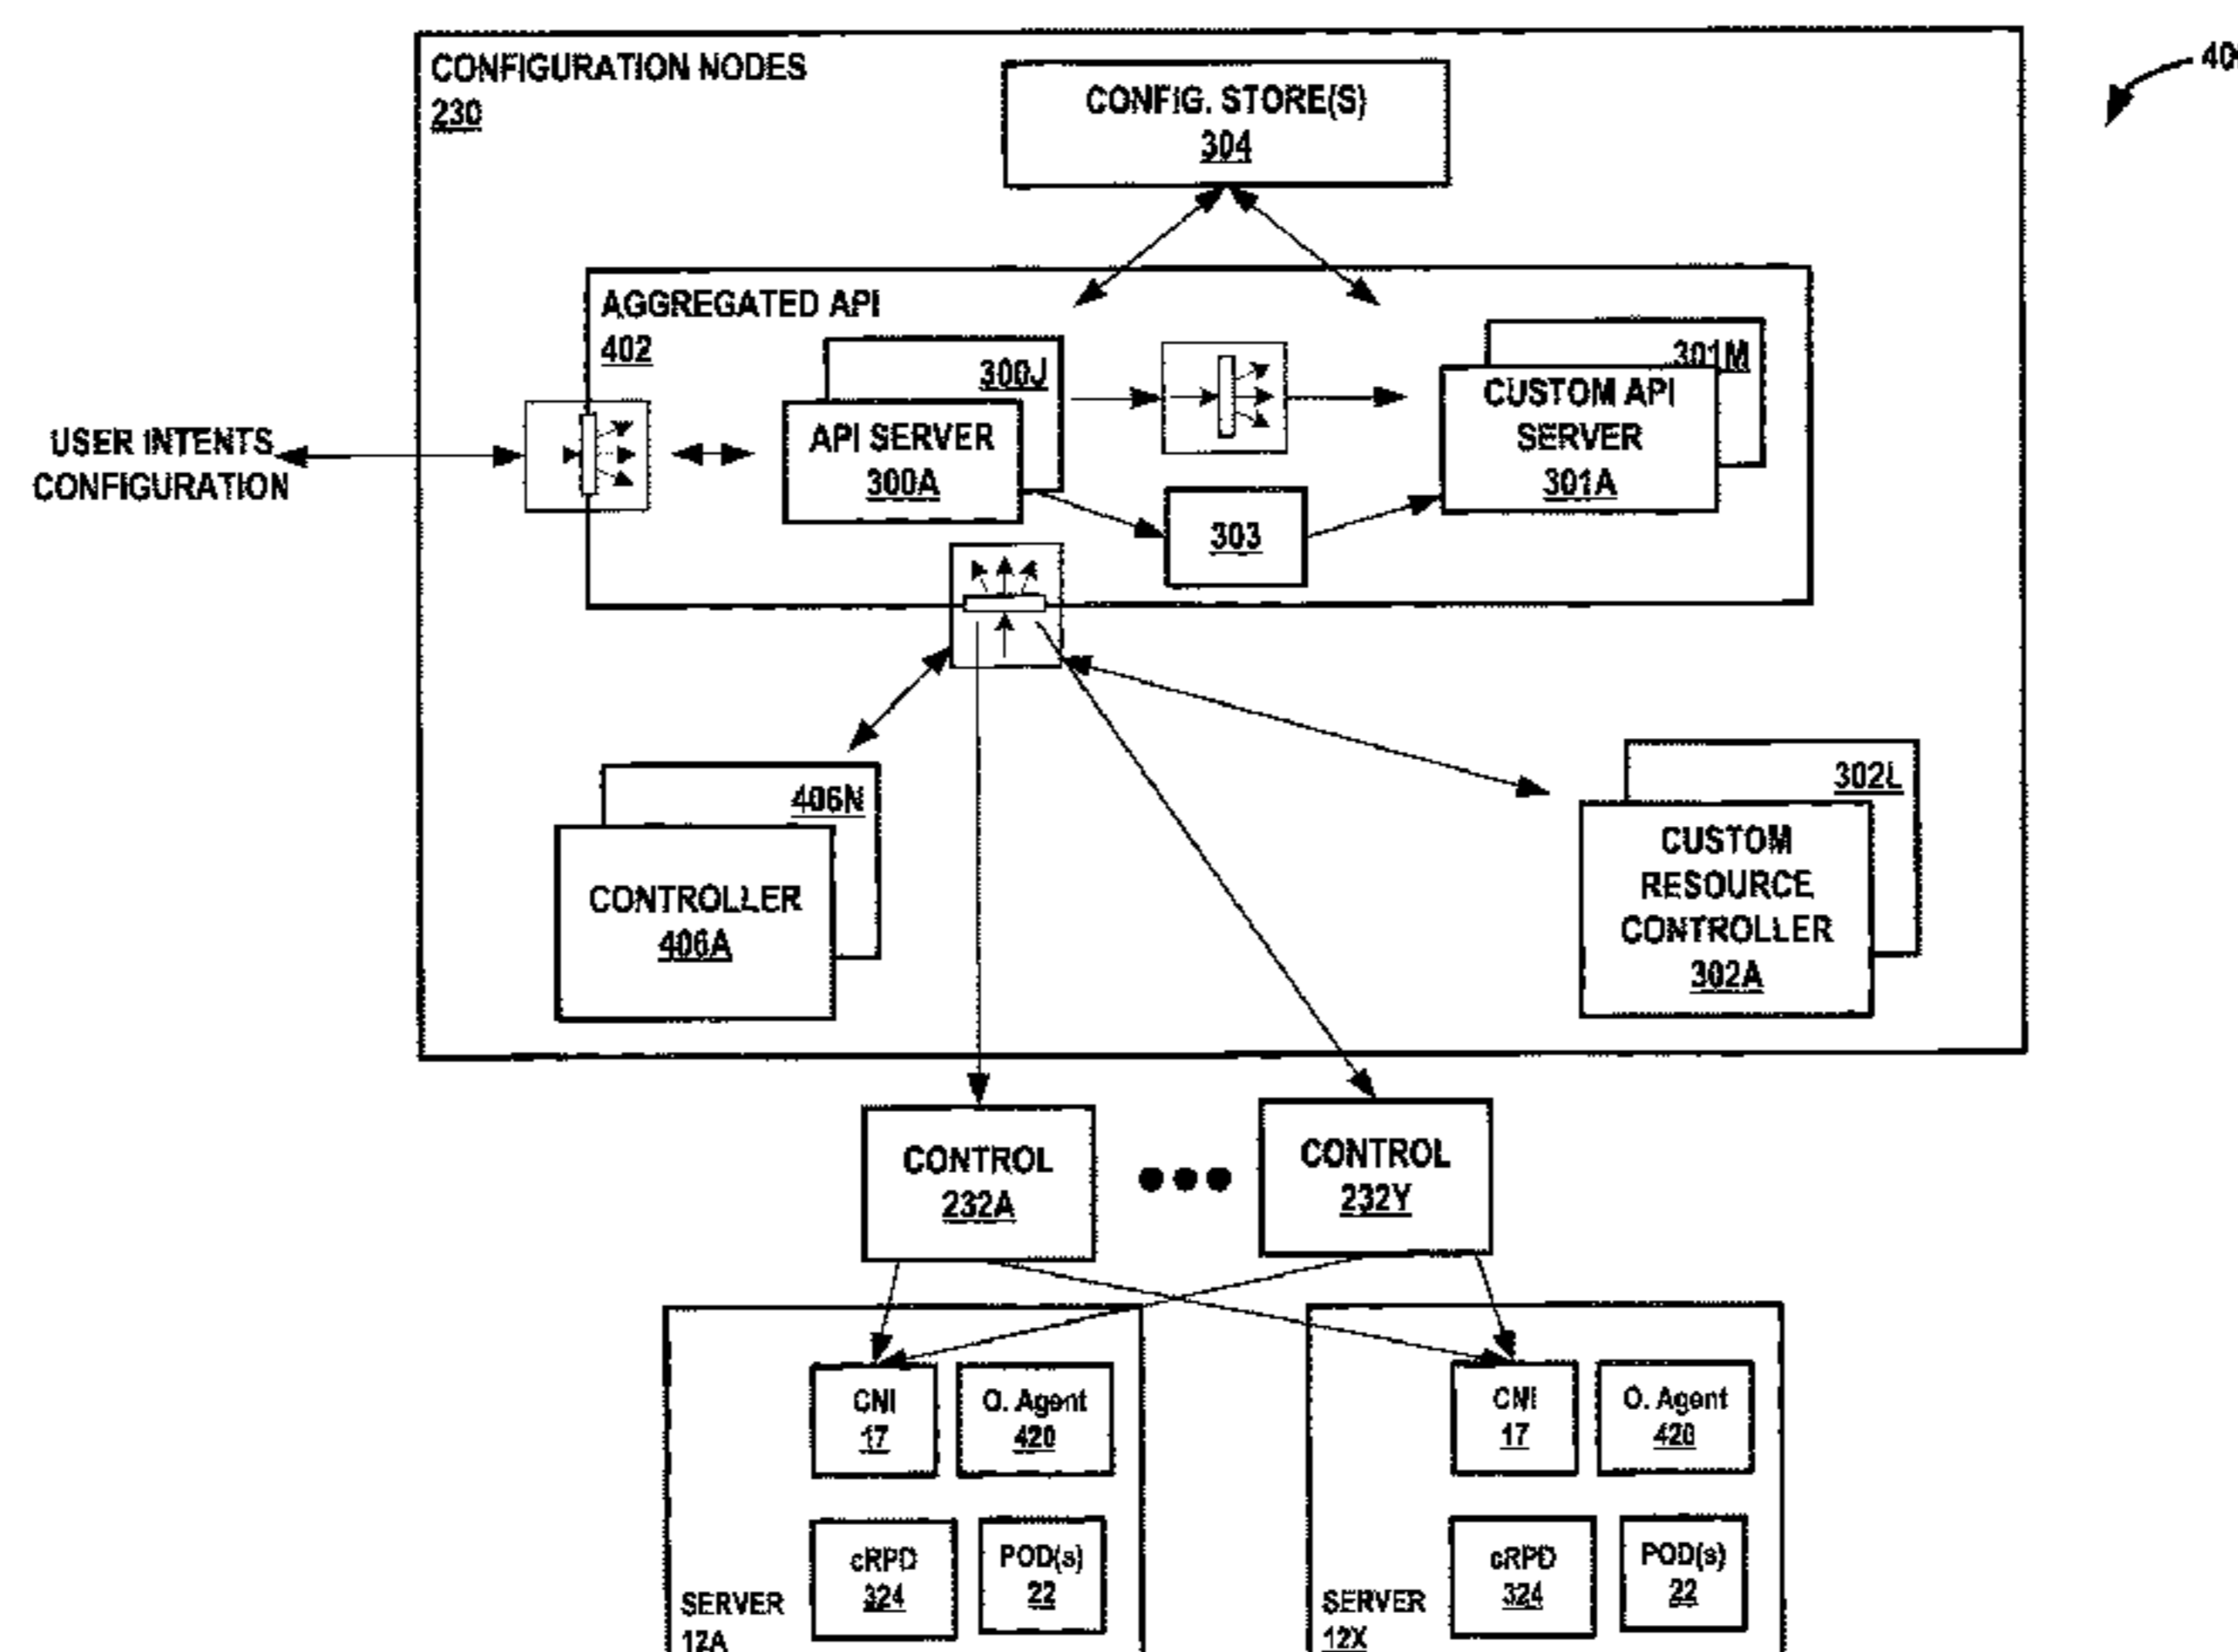 CONFIGURATION NODES
230
40
CONFIG. STORE(S)
304
AGGREGATED API
402
300J
API SERVER
300A
301M
CUSTOM API
SERVER
301A
303
USER INTENTS
CONFIGURATION
406N
CONTROLLER
406A
302L
CUSTOM
RESOURCE
CONTROLLER
302A
CONTROL
232A
CONTROL
232Y
CNI
17
O. Agent
420
cRPD
324
POD(s)
22
SERVER
12A
CNI
17
O. Agent
420
cRPD
324
POD(s)
22
SERVER
12X